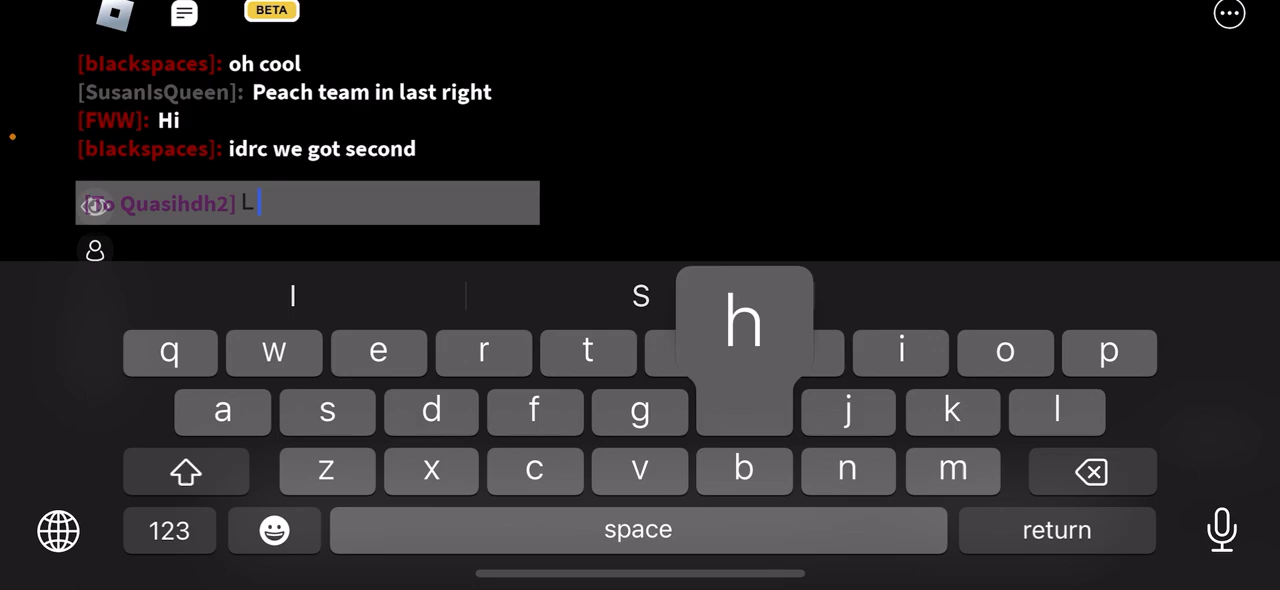 BETA
[blackspaces]: oh cool
[SusanIsQueen]: Peach team in last right
[FWW]: Hi
[blackspaces]: idrc we got second
[To Quasihdh2] L
I S
h
q w e r t i o p
a s d f g j k l
z x c v b n m
123 space return